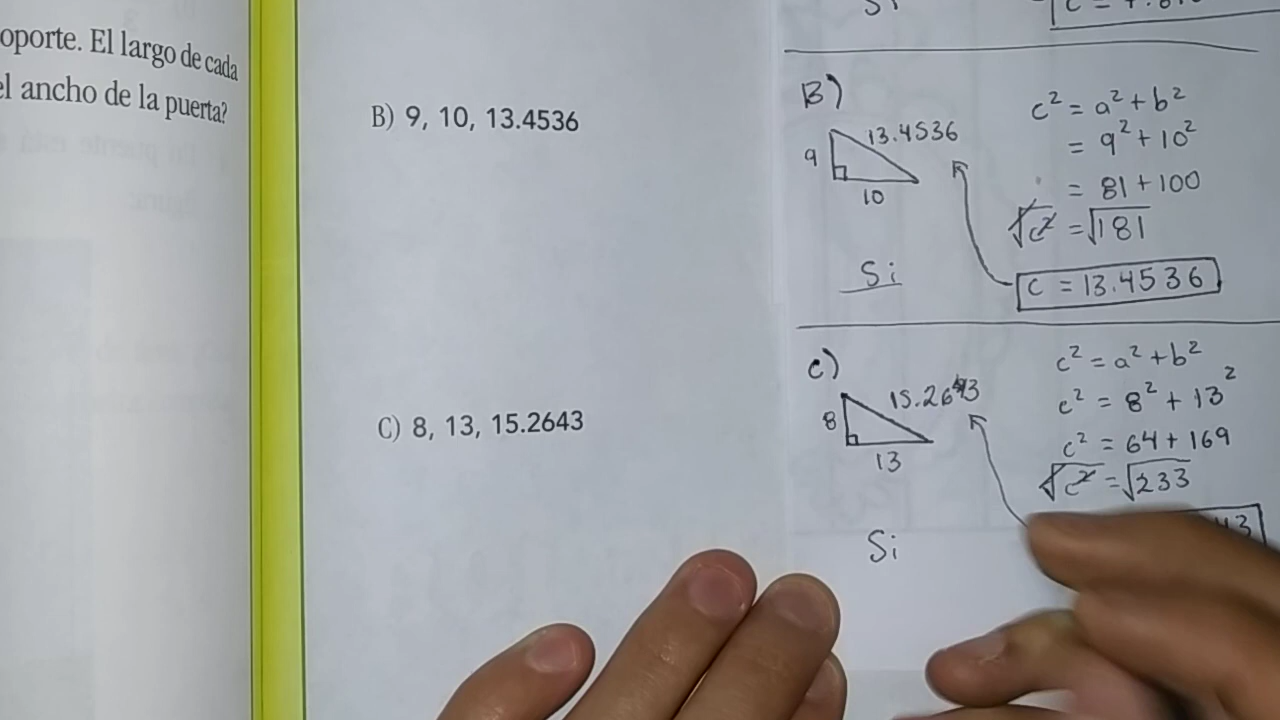 oporte. El largo de cada
el ancho de la puerta?
B) 9, 10, 13.4536
C) 8, 13, 15.2643
Si
B)
9
13.4536
10
Si
c² = a² + b²
= 9² + 10²
= 81 + 100
√c² = √181
c = 13.4536
C)
8
15.2643
13
Si
c² = a² + b²
c² = 8² + 13²
c² = 64 + 169
√c² = √233
43